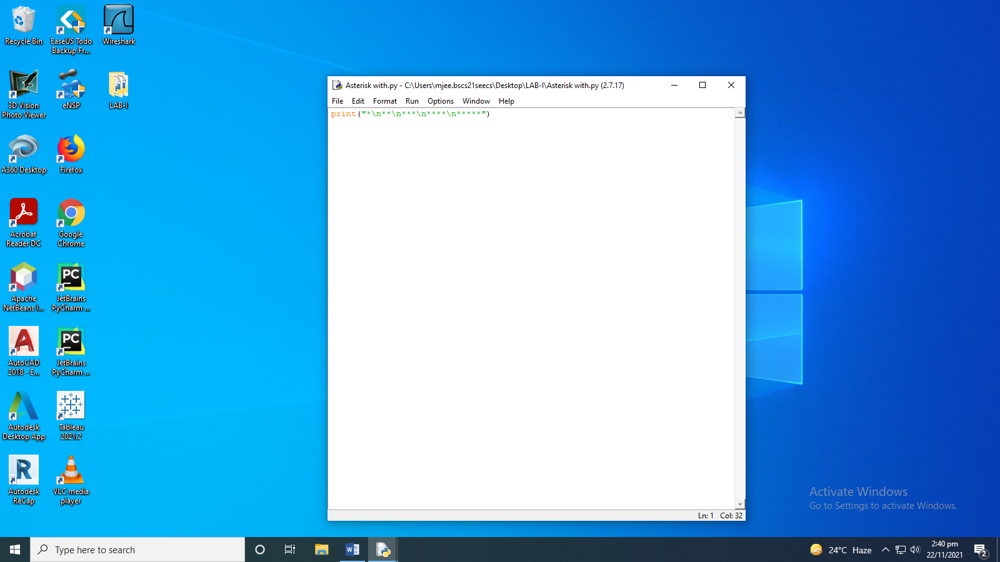 Recycle Bin
EaseUS Todo
Backup Fr...
Wireshark
3D Vision
Photo Viewer
eNSP
LAB-I
A360 Desktop
Firefox
Acrobat
Reader DC
Google
Chrome
Apache
NetBeans I...
JetBrains
PyCharm ...
AutoCAD
2018 - E...
JetBrains
PyCharm ...
Autodesk
Desktop App
Tableau
2021.2
Autodesk
ReCap
VLC media
player
Asterisk with.py - C:\Users\mjee.bscs21seecs\Desktop\LAB-I\Asterisk with.py (2.7.17)
File Edit Format Run Options Window Help
print("*\n**\n***\n****\n*****")
Ln: 1 Col: 32
Activate Windows
Go to Settings to activate Windows.
Type here to search
24°C Haze
2:40 pm
22/11/2021
2